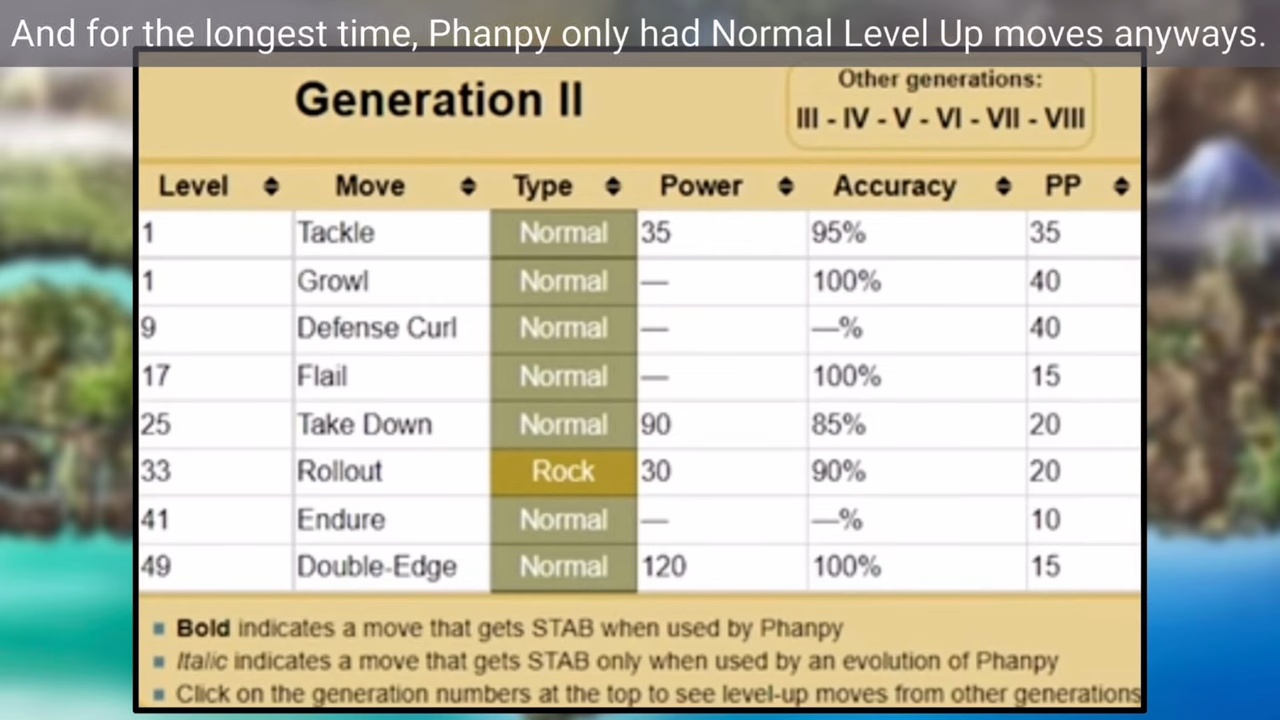 And for the longest time, Phanpy only had Normal Level Up moves anyways.
Generation II
Other generations:
III - IV - V - VI - VII - VIII
Level Move Type Power Accuracy PP
1 Tackle Normal 35 95% 35
1 Growl Normal — 100% 40
9 Defense Curl Normal — —% 40
17 Flail Normal — 100% 15
25 Take Down Normal 90 85% 20
33 Rollout Rock 30 90% 20
41 Endure Normal — —% 10
49 Double-Edge Normal 120 100% 15
Bold indicates a move that gets STAB when used by Phanpy
Italic indicates a move that gets STAB only when used by an evolution of Phanpy
Click on the generation numbers at the top to see level-up moves from other generations